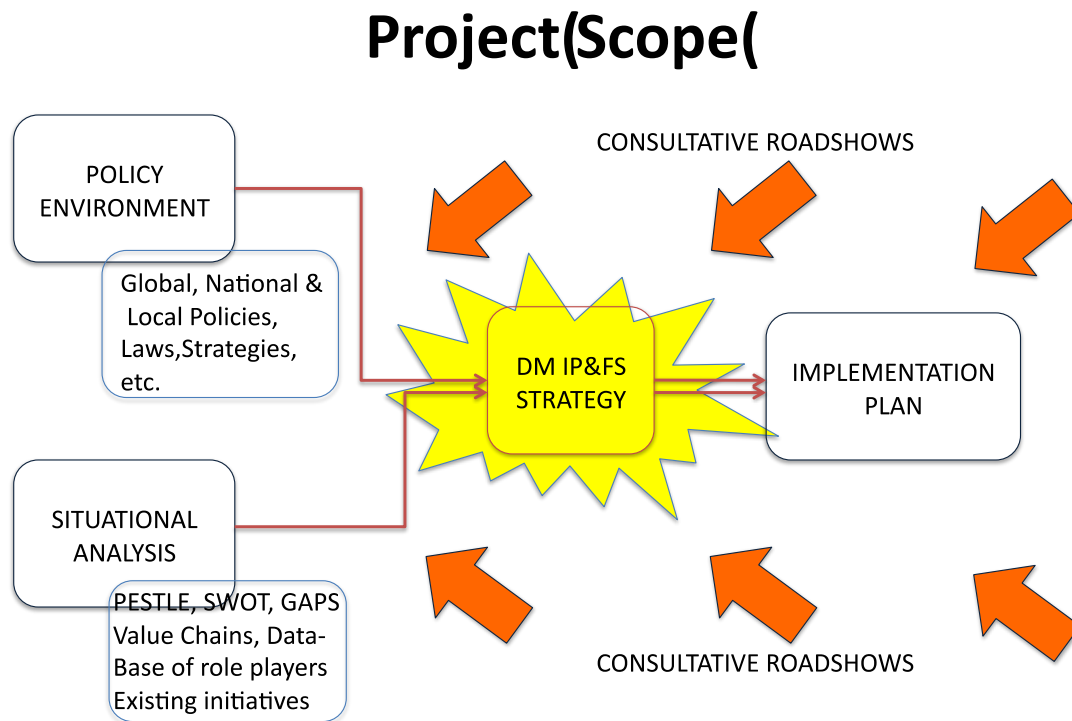 Project(Scope(
CONSULTATIVE ROADSHOWS
POLICY
ENVIRONMENT
Global, National &
Local Policies,
Laws,Strategies,
etc.
DM IP&FS
STRATEGY
IMPLEMENTATION
PLAN
SITUATIONAL
ANALYSIS
PESTLE, SWOT, GAPS
Value Chains, Data-
Base of role players
Existing initiatives
CONSULTATIVE ROADSHOWS